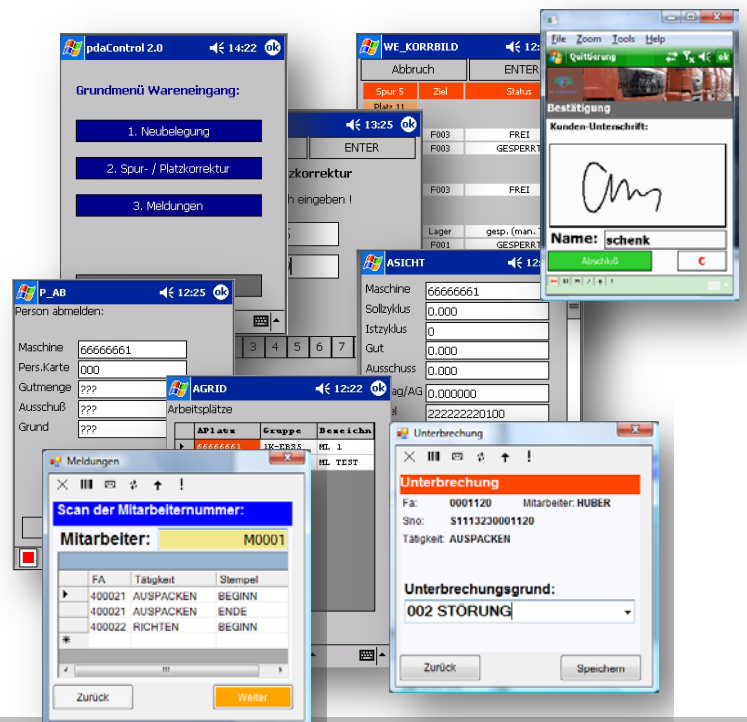 pdaControl 2.0
14:22
ok
Grundmenü Wareneingang:
1. Neubelegung
2. Spur- / Platzkorrektur
3. Meldungen
WE_KORRBILD
12:
Abbruch
ENTER
Spur 5
Ziel
Status
Platz 11
F003
FREI
F003
GESPERRT
F003
FREI
Lager
gesp. (man.
F001
GESPERRT
13:25
ok
ENTER
zkorrektur
h eingeben !
3
4
5
6
7
File Zoom Tools Help
Quittierung
ok
Bestätigung
Kunden-Unterschrift:
Name: schenk
Abschluß
C
P_AB
12:25
ok
Person abmelden:
Maschine 66666661
Pers.Karte 000
Gutmenge ???
Ausschuß ???
Grund ???
ASICHT
12:
Maschine 66666661
Sollzyklus 0.000
Istzyklus 0
Gut 0.000
Ausschuss 0.000
ag/AG 0.000000
222222220100
AGRID
12:22
ok
Arbeitsplätze
APlatz
Gruppe
Bezeichn
66666661
1K-EBS5
ML 1
ML TEST
Meldungen
Scan der Mitarbeiternummer:
Mitarbeiter: M0001
FA Tätigkeit Stempel
400021 AUSPACKEN BEGINN
400021 AUSPACKEN ENDE
400022 RICHTEN BEGINN
Zurück
Weiter
Unterbrechung
Unterbrechung
Fa: 0001120 Mitarbeiter: HUBER
Sno: S1113230001120
Tätigkeit: AUSPACKEN
Unterbrechungsgrund:
002 STÖRUNG
Zurück
Speichern